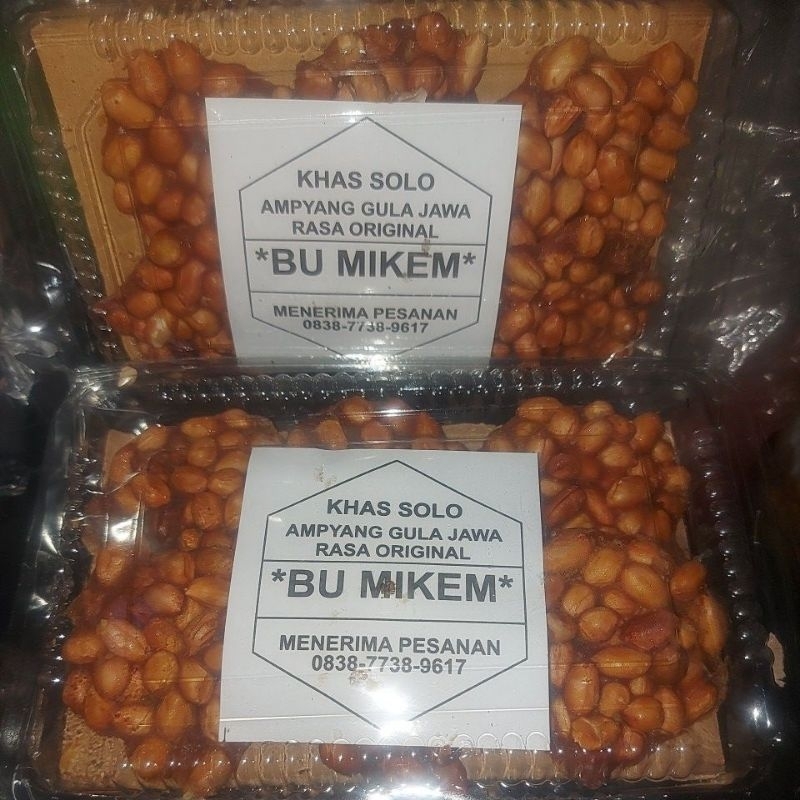 KHAS SOLO
AMPYANG GULA JAWA
RASA ORIGINAL
*BU MIKEM*
MENERIMA PESANAN
0838-7738-9617
KHAS SOLO
AMPYANG GULA JAWA
RASA ORIGINAL
*BU MIKEM*
MENERIMA PESANAN
0838-7738-9617